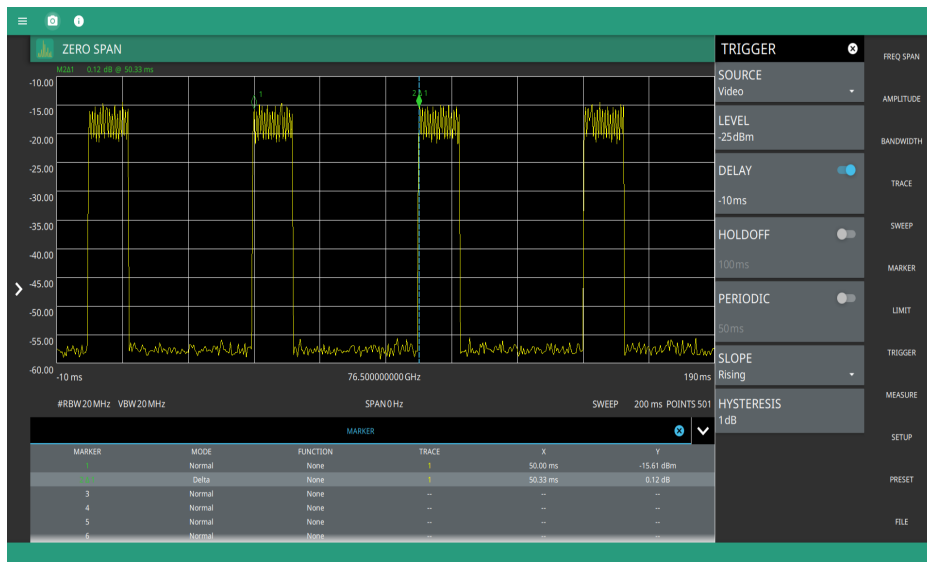 ZERO SPAN
M2Δ1 0.12 dB @ 50.33 ms
-10.00
-15.00
-20.00
-25.00
-30.00
-35.00
-40.00
-45.00
-50.00
-55.00
-60.00
1
2 Δ 1
-10 ms 76.500000000 GHz 190 ms
#RBW 20 MHz VBW 20 MHz SPAN 0 Hz SWEEP 200 ms POINTS 501
MARKER
MARKER MODE FUNCTION TRACE X Y
1 Normal None 1 50.00 ms -15.61 dBm
2 Δ 1 Delta None 1 50.33 ms 0.12 dB
3 Normal None -- -- --
4 Normal None -- -- --
5 Normal None -- -- --
6 Normal None -- -- --
TRIGGER
SOURCE
Video
LEVEL
-25dBm
DELAY
-10ms
HOLDOFF
100ms
PERIODIC
50ms
SLOPE
Rising
HYSTERESIS
1dB
FREQ SPAN
AMPLITUDE
BANDWIDTH
TRACE
SWEEP
MARKER
LIMIT
TRIGGER
MEASURE
SETUP
PRESET
FILE